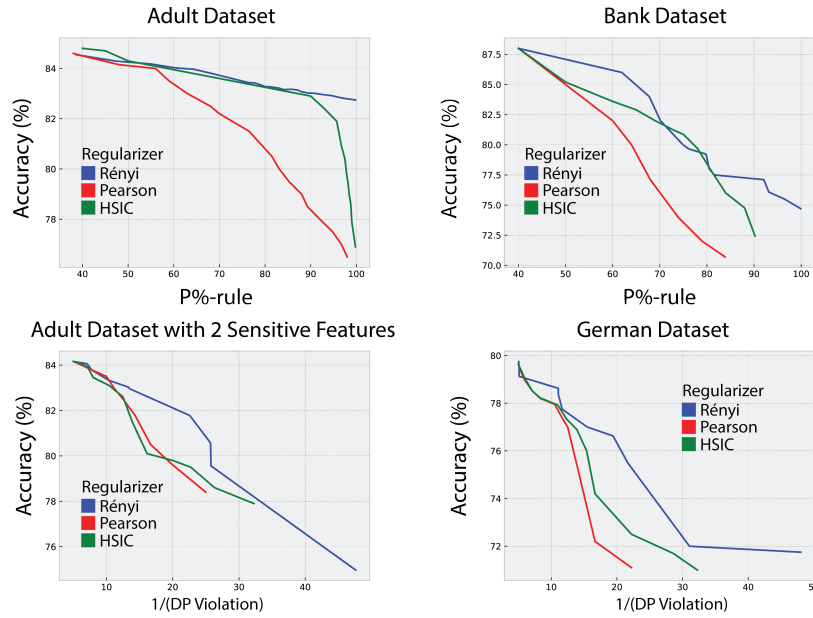 Adult Dataset
Accuracy (%)
84
82
80
78
Regularizer
Rényi
Pearson
HSIC
40 50 60 70 80 90 100
P%-rule
Bank Dataset
Accuracy (%)
87.5
85.0
82.5
80.0
77.5
75.0
72.5
70.0
Regularizer
Rényi
Pearson
HSIC
40 50 60 70 80 90 100
P%-rule
Adult Dataset with 2 Sensitive Features
Accuracy (%)
84
82
80
78
76
Regularizer
Rényi
Pearson
HSIC
10 20 30 40
1/(DP Violation)
German Dataset
Accuracy (%)
80
78
76
74
72
Regularizer
Rényi
Pearson
HSIC
10 20 30 40
1/(DP Violation)